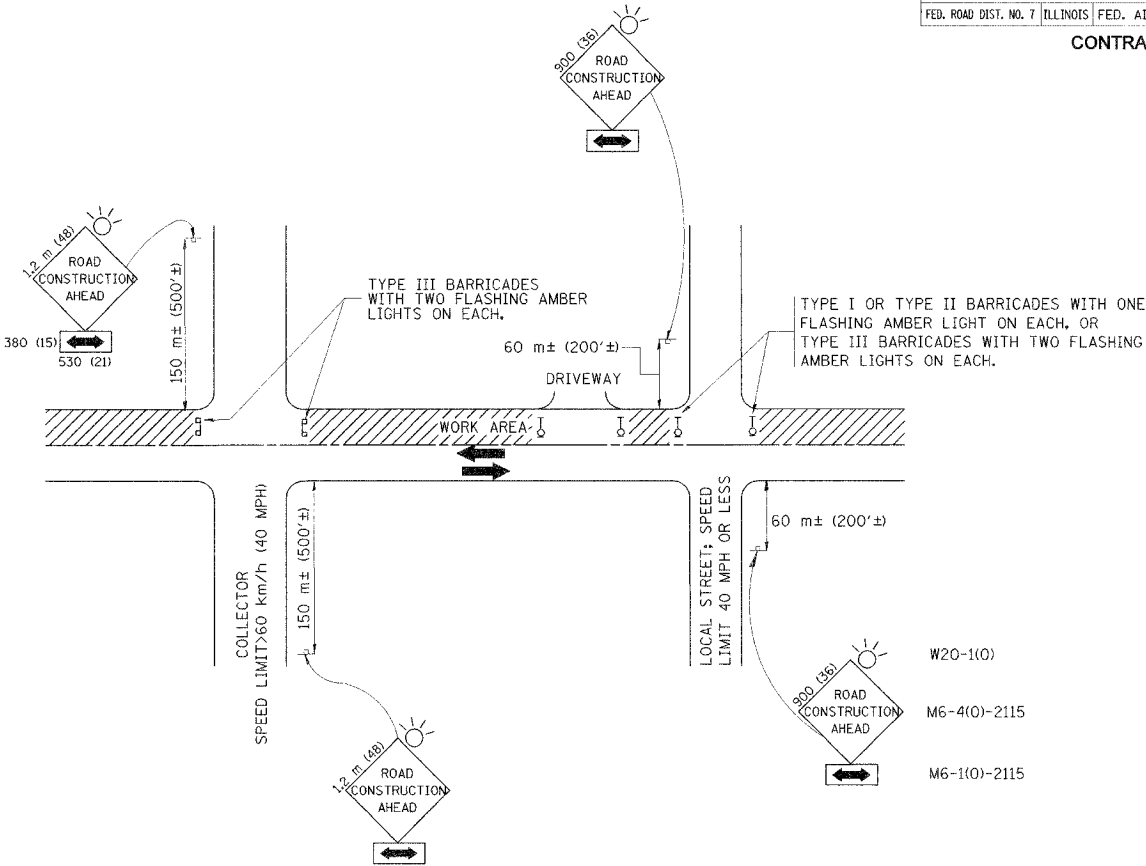 FED. ROAD DIST. NO. 7 ILLINOIS FED. AI
CONTRA
900 (36)
ROAD
CONSTRUCTION
AHEAD
1.2 m (48)
ROAD
CONSTRUCTION
AHEAD
380 (15)
530 (21)
150 m± (500'±)
TYPE III BARRICADES
WITH TWO FLASHING AMBER
LIGHTS ON EACH.
60 m± (200'±)
DRIVEWAY
TYPE I OR TYPE II BARRICADES WITH ONE
FLASHING AMBER LIGHT ON EACH, OR
TYPE III BARRICADES WITH TWO FLASHING
AMBER LIGHTS ON EACH.
WORK AREA
COLLECTOR
SPEED LIMIT>60 km/h (40 MPH)
150 m± (500'±)
LOCAL STREET; SPEED
LIMIT 40 MPH OR LESS
60 m± (200'±)
1.2 m (48)
ROAD
CONSTRUCTION
AHEAD
900 (36)
ROAD
CONSTRUCTION
AHEAD
W20-1(O)
M6-4(O)-2115
M6-1(O)-2115